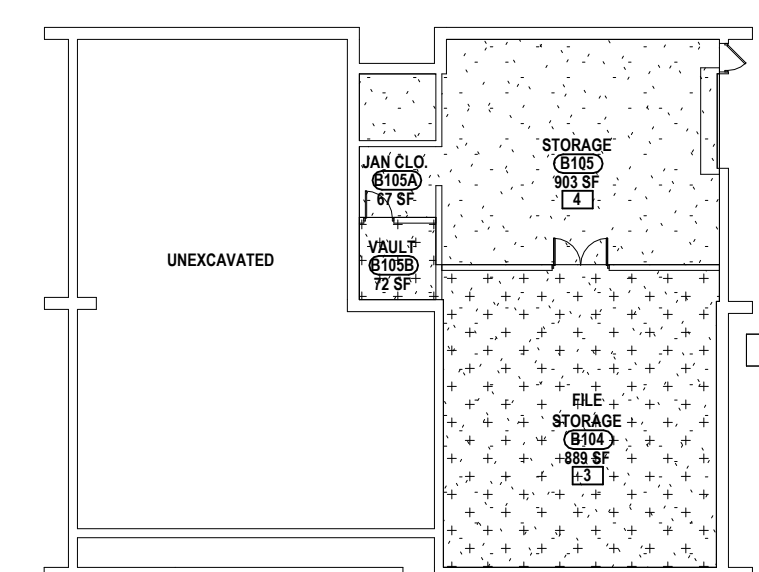 STORAGE
B105
903 SF
4
JAN CLO.
B105A
67 SF
VAULT
B105B
72 SF
UNEXCAVATED
FILE
STORAGE
B104
889 SF
3